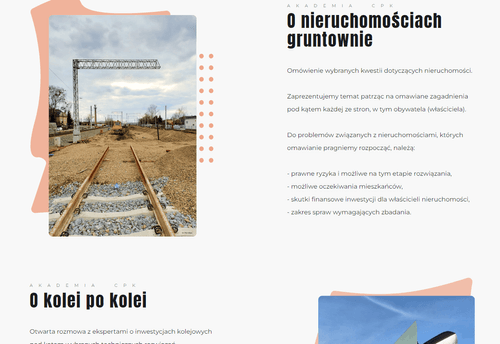 AKADEMIA CPK
O nieruchomościach
gruntownie
Omówienie wybranych kwestii dotyczących nieruchomości.
Zaprezentujemy temat patrząc na omawiane zagadnienia
pod kątem każdej ze stron, w tym obywatela (właściciela).
Do problemów związanych z nieruchomościami, których
omawianie pragniemy rozpocząć, należą:
- prawne ryzyka i możliwe na tym etapie rozwiązania,
- możliwe oczekiwania mieszkańców,
- skutki finansowe inwestycji dla właścicieli nieruchomości,
- zakres spraw wymagających zbadania.
AKADEMIA CPK
O kolei po kolei
Otwarta rozmowa z ekspertami o inwestycjach kolejowych